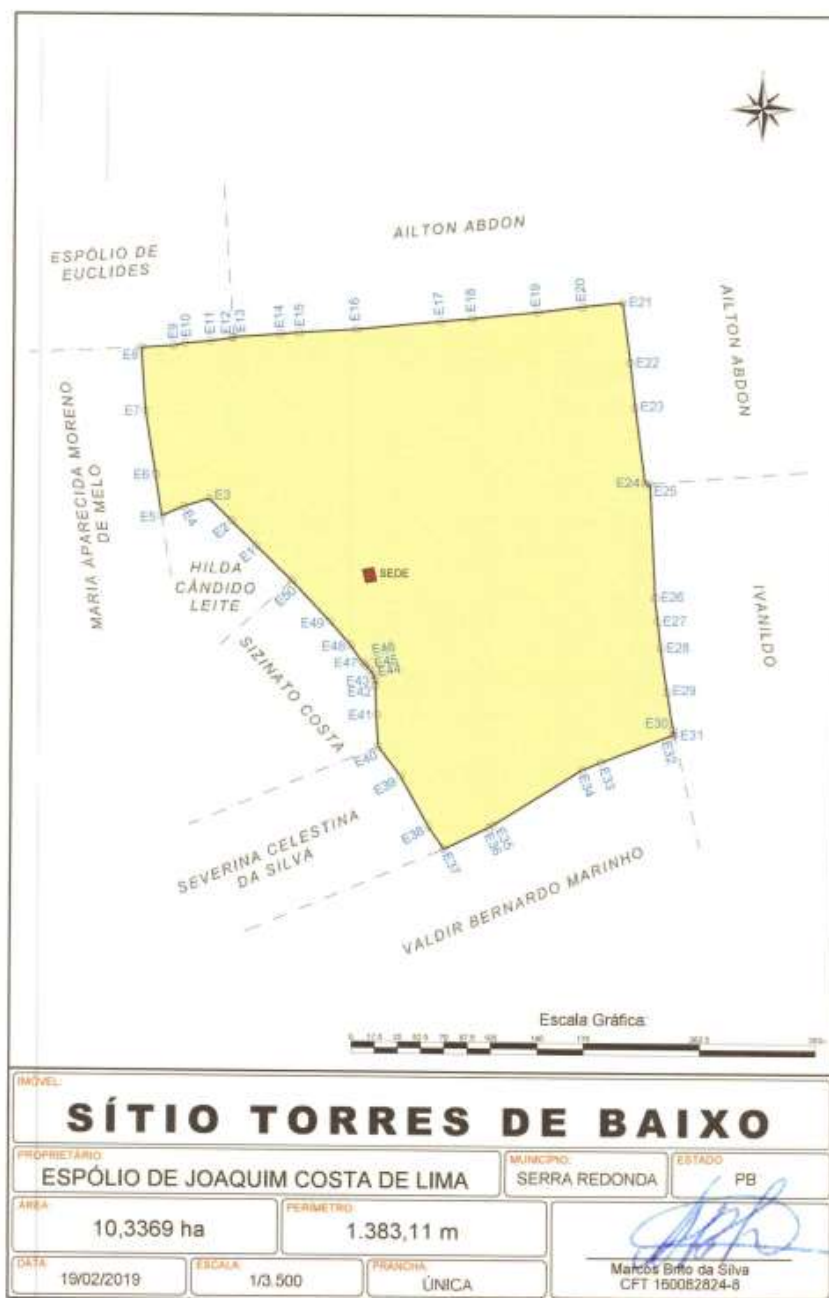 AILTON ABDON
ESPÓLIO DE
EUCLIDES
AILTON ABDON
E8
E9
E10
E11
E12
E13
E14
E15
E16
E17
E18
E19
E20
E21
E22
E23
E24
E25
E26
E27
E28
E29
E30
E31
E32
E33
E34
E35
E36
E37
E38
E39
E40
E41
E42
E43
E44
E45
E46
E47
E48
E49
E50
E1
E2
E3
E4
E5
E6
E7
MARIA APARECIDA MORENO
DE MELO
HILDA
CÂNDIDO
LEITE
SEDE
IVANILDO
SIZINATO COSTA
SEVERINA CELESTINA
DA SILVA
VALDIR BERNARDO MARINHO
Escala Gráfica:
IMÓVEL:
SÍTIO TORRES DE BAIXO
PROPRIETÁRIO:
ESPÓLIO DE JOAQUIM COSTA DE LIMA
MUNICÍPIO:
SERRA REDONDA
ESTADO
PB
ÁREA:
10,3369 ha
PERÍMETRO:
1.383,11 m
DATA:
19/02/2019
ESCALA:
1/3.500
PRANCHA:
ÚNICA
Marcos Brito da Silva
CFT 160082824-8